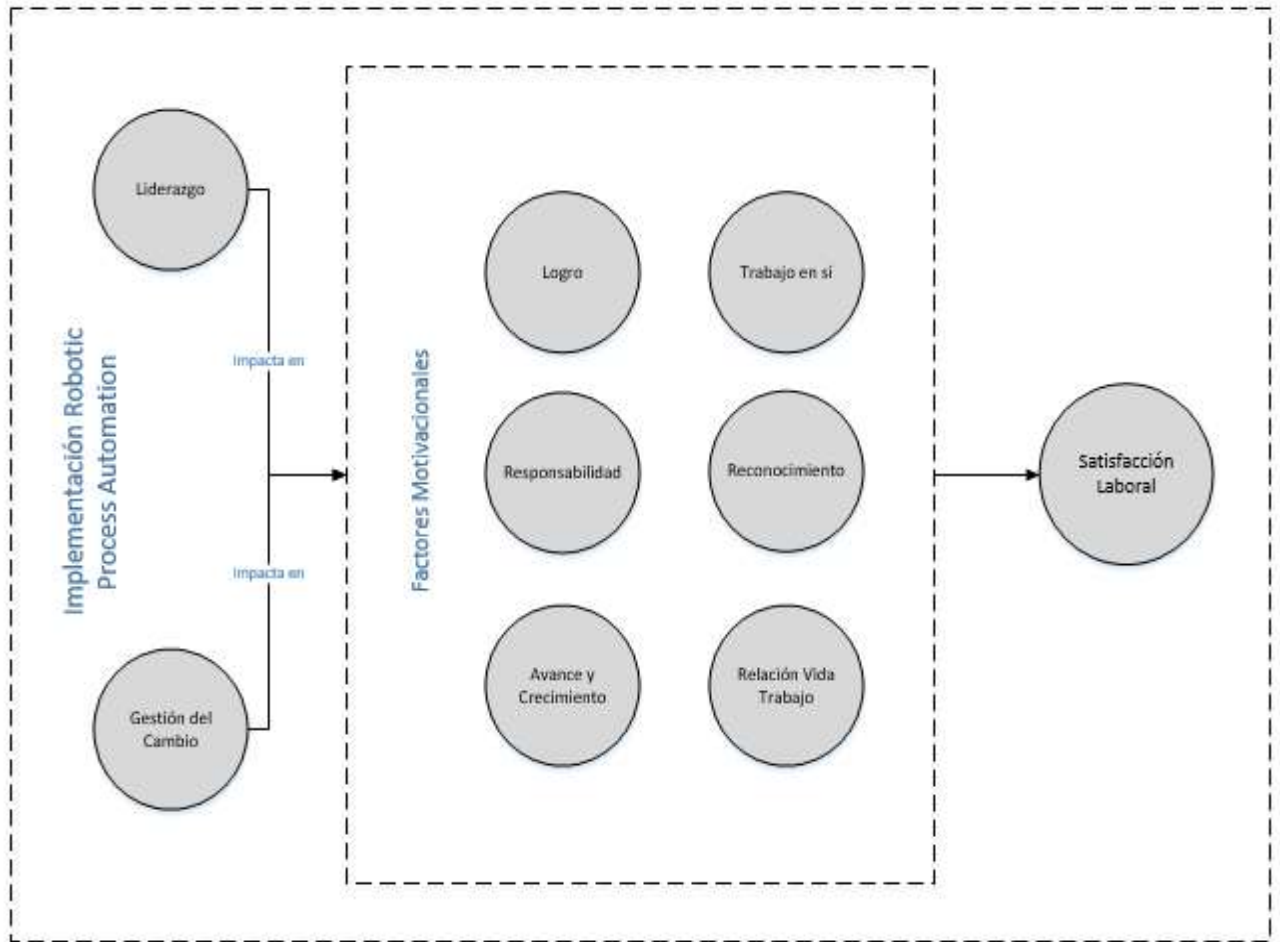 Implementación Robotic
Process Automation
Liderazgo
Impacta en
Impacta en
Gestión del
Cambio
Factores Motivacionales
Logro
Trabajo en sí
Responsabilidad
Reconocimiento
Avance y
Crecimiento
Relación Vida
Trabajo
Satisfacción
Laboral